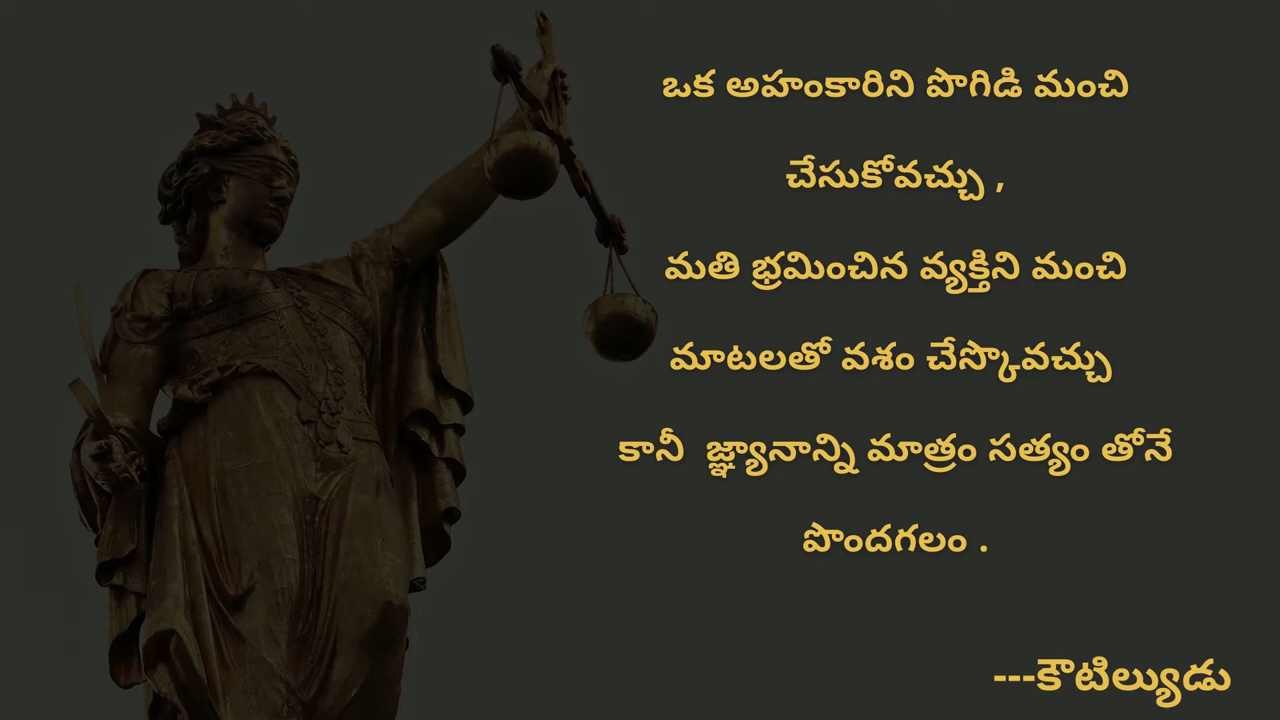 ఒక అహంకారిని పొగిడి మంచి
చేసుకోవచ్చు ,
మతి భ్రమించిన వ్యక్తిని మంచి
మాటలతో వశం చేస్కొవచ్చు
కానీ  జ్ఞ్యానాన్ని మాత్రం సత్యం తోనే
పొందగలం .
---కౌటిల్యుడు